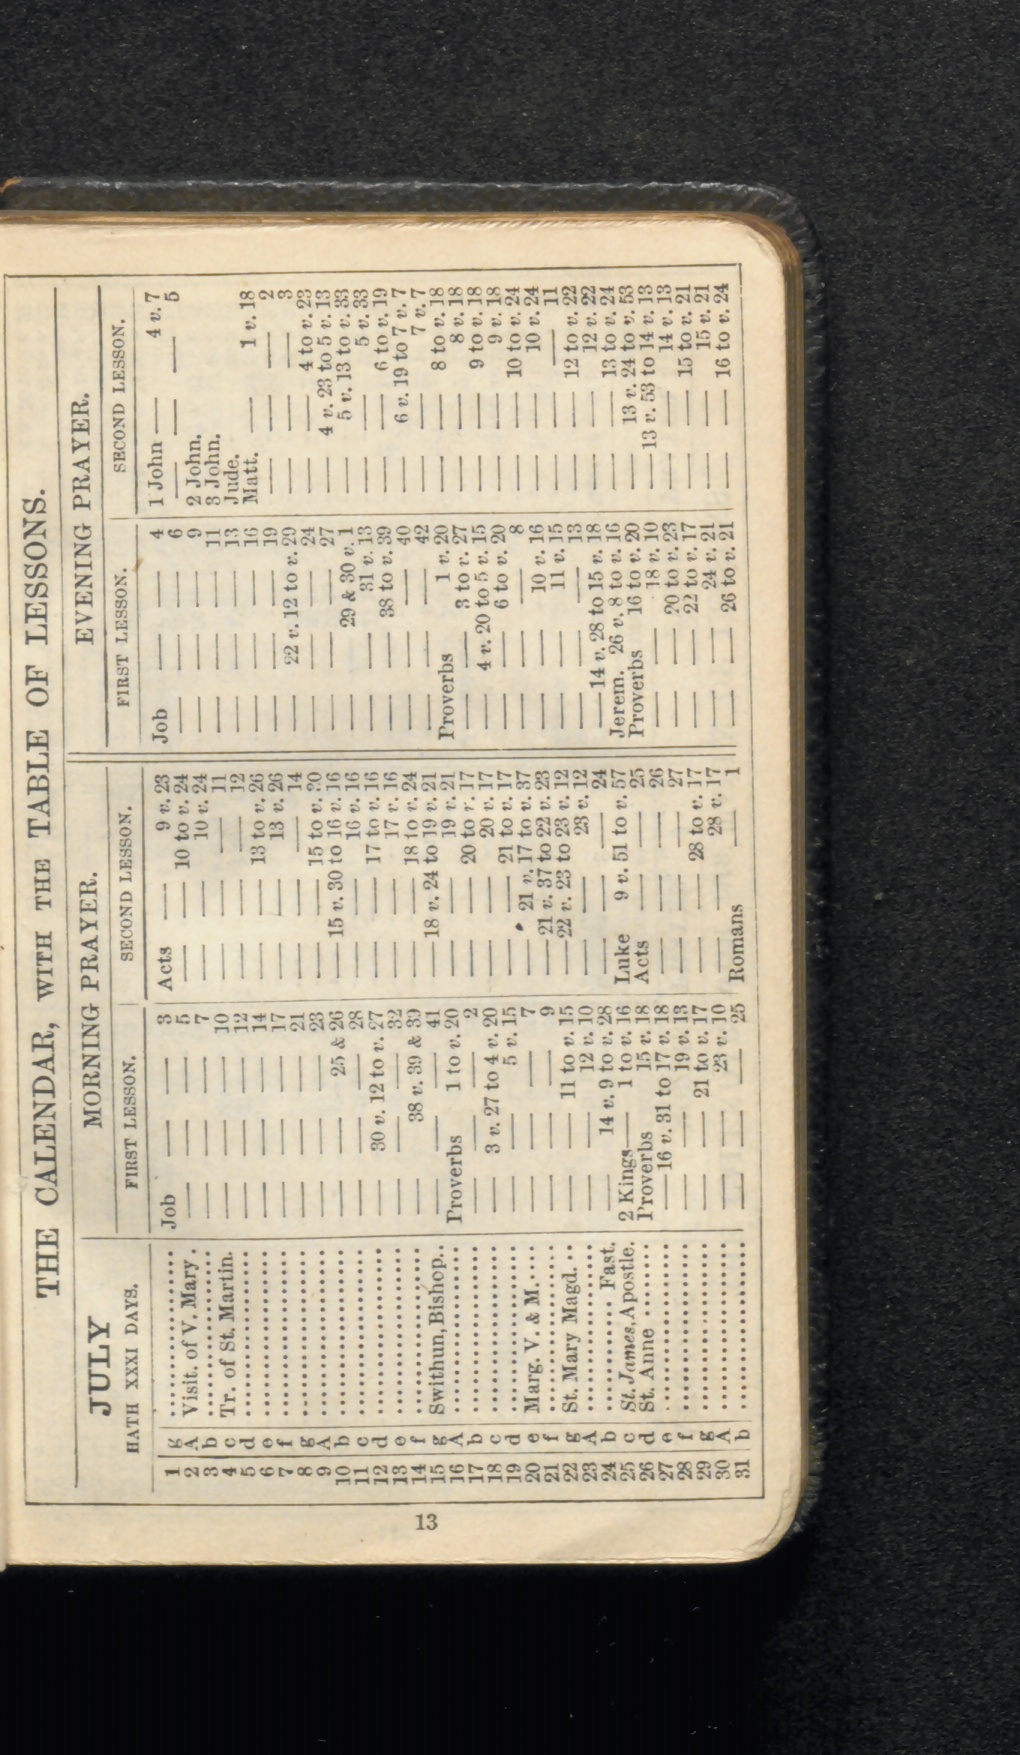 THE CALENDAR, WITH THE TABLE OF LESSONS.
JULY MORNING PRAYER. EVENING PRAYER.
HATH XXXI DAYS. FIRST LESSON. SECOND LESSON. FIRST LESSON. SECOND LESSON.
1 g Job 3 Acts 9 v. 23 Job 4 1 John 4 v. 7
2 A Visit. of V. Mary. 5 10 to v. 24 6 5
3 b 7 10 v. 24 9 2 John.
4 c Tr. of St. Martin. 10 11 11 3 John.
5 d 12 12 13 Jude.
6 e 14 13 to v. 26 16 Matt. 1 v. 18
7 f 17 13 v. 26 19 2
8 g 21 14 22 v. 12 to v. 29 3
9 A 23 15 to v. 30 24 4 to v. 23
10 b 25 & 26 15 v. 30 to 16 v. 16 27 4 v. 23 to 5 v. 13
11 c 28 16 v. 16 29 & 30 v. 1 5 v. 13 to v. 33
12 d 30 v. 12 to v. 27 17 to v. 16 31 v. 13 5 v. 33
13 e 32 17 v. 16 38 to v. 39 6 to v. 19
14 f 38 v. 39 & 39 18 to v. 24 40 6 v. 19 to 7 v. 7
15 g Swithun, Bishop.. 41 18 v. 24 to 19 v. 21 42 7 v. 7
16 A Proverbs 1 to v. 20 19 v. 21 Proverbs 1 v. 20 8 to v. 18
17 b 2 20 to v. 17 3 to v. 27 8 v. 18
18 c 3 v. 27 to 4 v. 20 20 v. 17 4 v. 20 to 5 v. 15 9 to v. 18
19 d 5 v. 15 21 to v. 17 6 to v. 20 9 v. 18
20 e Marg. V. & M. 7 21 v. 17 to v. 37 8 10 to v. 24
21 f 9 21 v. 37 to 22 v. 23 10 v. 16 10 v. 24
22 g St. Mary Magd. 11 to v. 15 22 v. 23 to 23 v. 12 11 v. 15 11
23 A 12 v. 10 23 v. 12 13 12 to v. 22
24 b Fast. 14 v. 9 to v. 28 24 14 v. 28 to 15 v. 18 12 v. 22
25 c St. James, Apostle. 2 Kings 1 to v. 16 Luke 9 v. 51 to v. 57 Jerem. 26 v. 8 to v. 16 13 to v. 24
26 d St. Anne Proverbs 15 v. 18 Acts 25 Proverbs 16 to v. 20 13 v. 24 to v. 53
27 e 16 v. 31 to 17 v. 18 26 18 v. 10 13 v. 53 to 14 v. 13
28 f 19 v. 13 27 20 to v. 23 14 v. 13
29 g 21 to v. 17 28 to v. 17 22 to v. 17 15 to v. 21
30 A 23 v. 10 28 v. 17 24 v. 21 15 v. 21
31 b 25 Romans 1 26 to v. 21 16 to v. 24
13